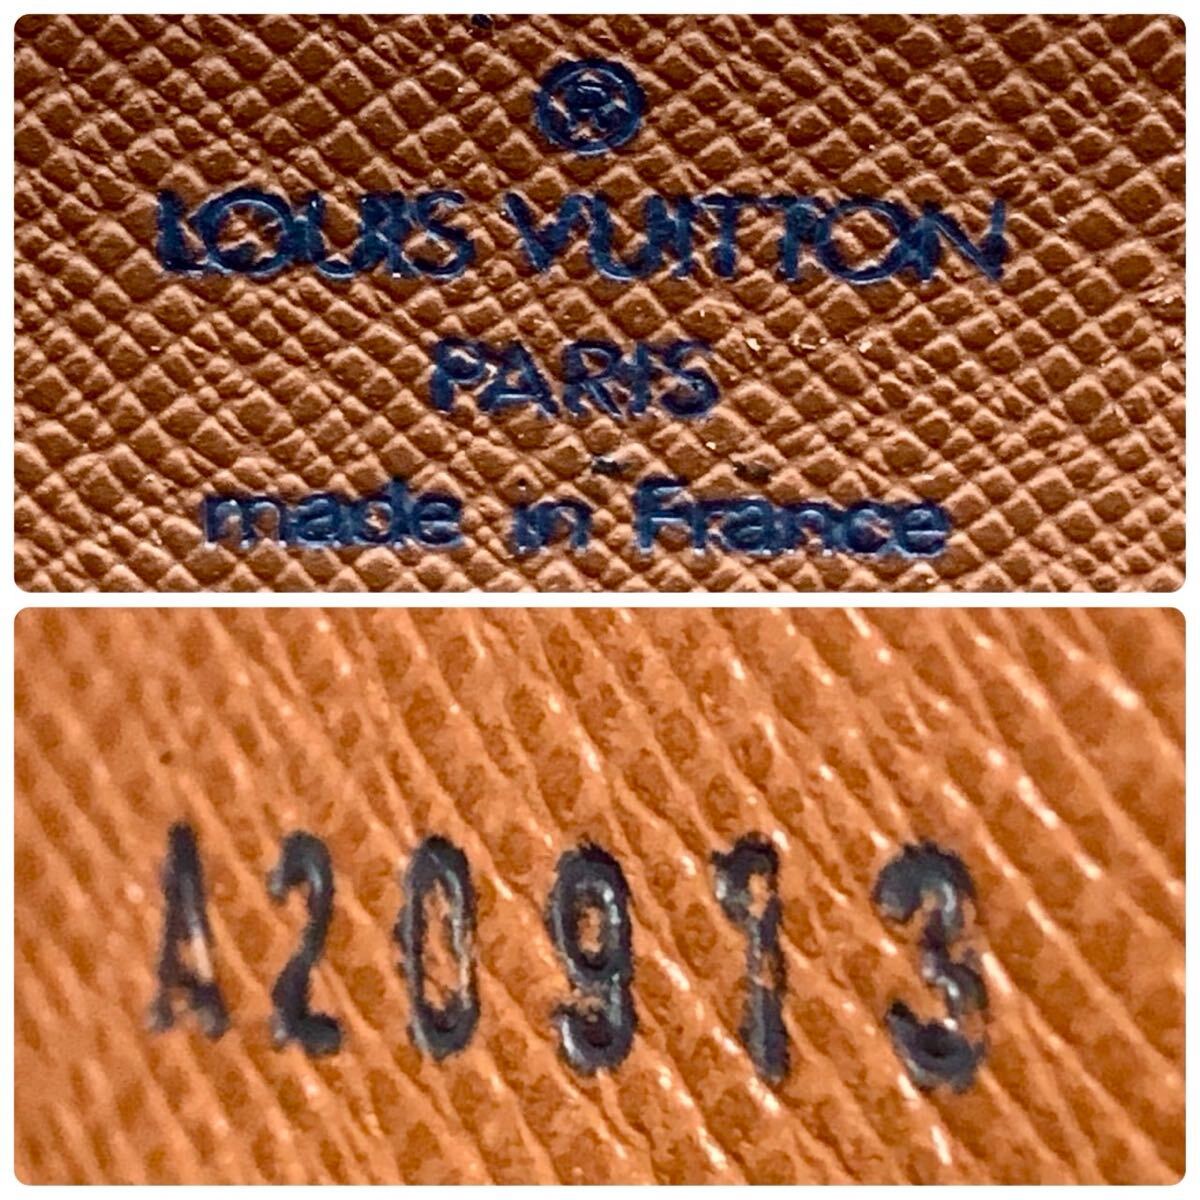 ®
LOUIS VUITTON
PARIS
made in France
A20913